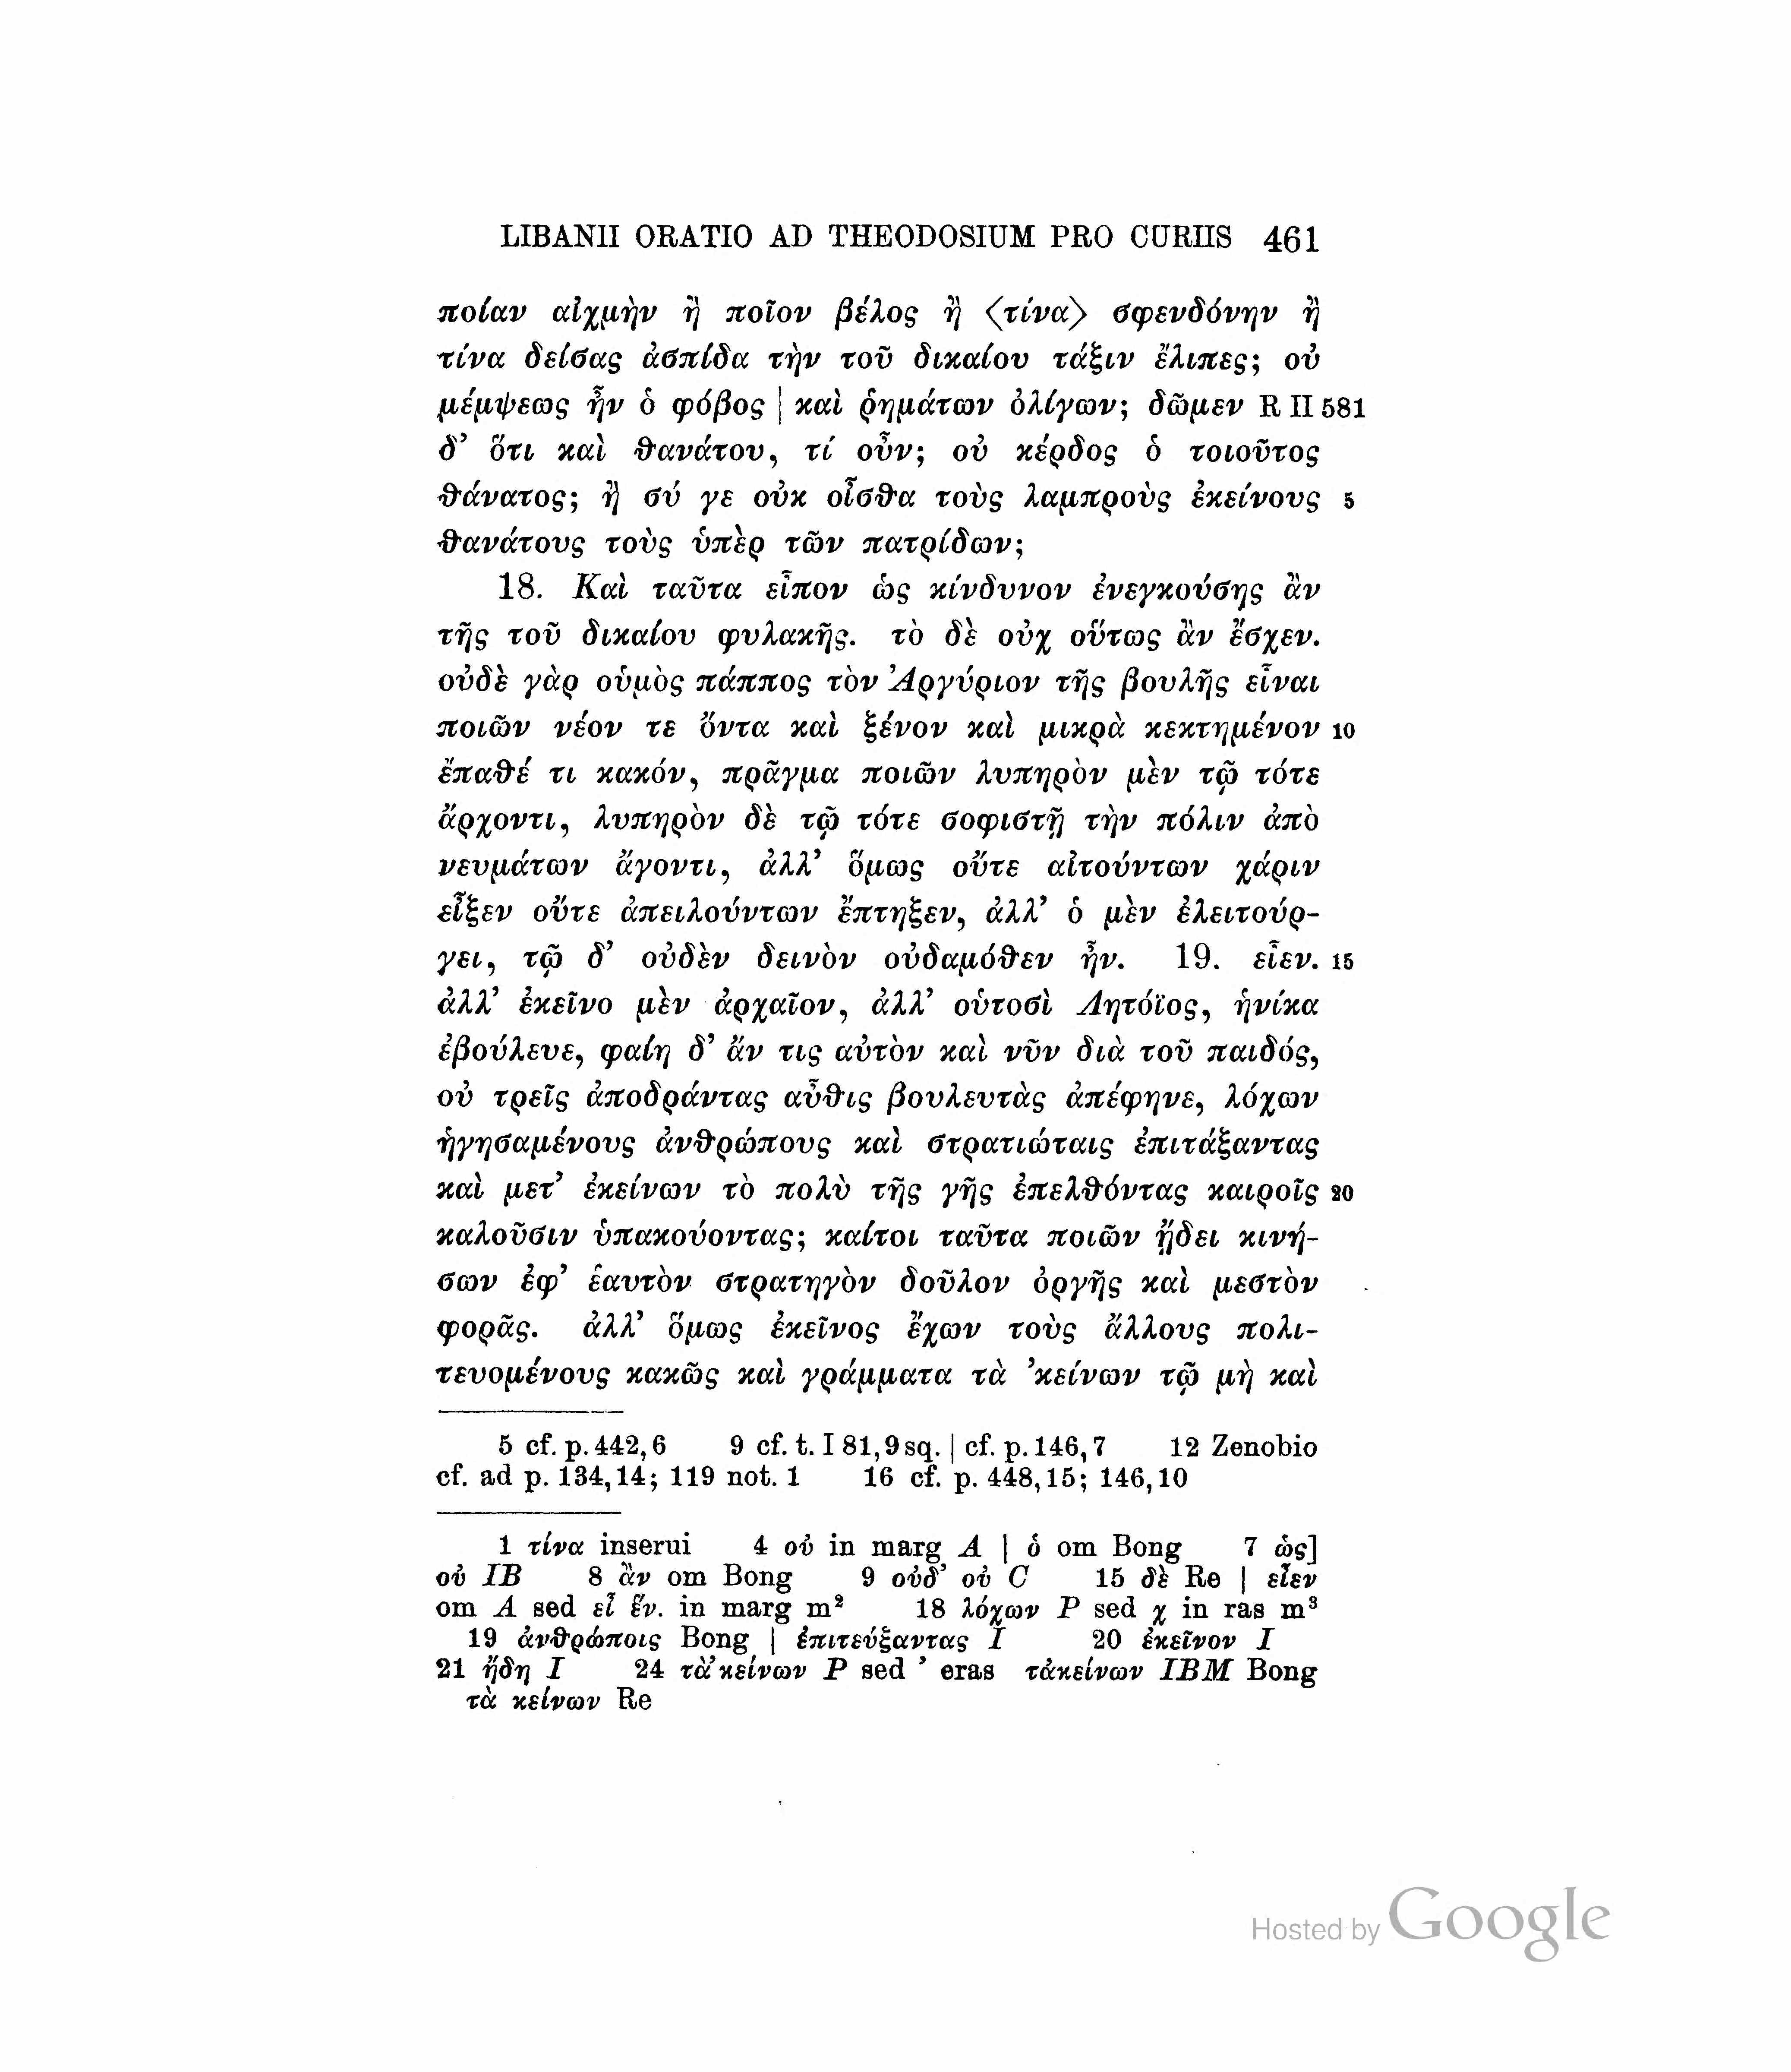 LIBANII ORATIO AD THEODOSIUM PRO CURIIS 461
ποίαν αἰχμὴν ἢ ποῖον βέλος ἢ ⟨τίνα⟩ σφενδόνην ἢ
τίνα δείσας ἀσπίδα τὴν τοῦ δικαίου τάξιν ἔλιπες; οὐ
μέμψεως ἦν ὁ φόβος | καὶ ῥημάτων ὀλίγων; δῶμεν R II 581
δ’ ὅτι καὶ θανάτου, τί οὖν; οὐ κέρδος ὁ τοιοῦτος
θάνατος; ἢ σύ γε οὐκ οἶσθα τοὺς λαμπροὺς ἐκείνους 5
θανάτους τοὺς ὑπὲρ τῶν πατρίδων;
18. Καὶ ταῦτα εἶπον ὡς κίνδυνον ἐνεγκούσης ἂν
τῆς τοῦ δικαίου φυλακῆς. τὸ δὲ οὐχ οὕτως ἂν ἔσχεν.
οὐδὲ γὰρ οὑμὸς πάππος τὸν Ἀργύριον τῆς βουλῆς εἶναι
ποιῶν νέον τε ὄντα καὶ ξένον καὶ μικρὰ κεκτημένον 10
ἔπαθέ τι κακόν, πρᾶγμα ποιῶν λυπηρὸν μὲν τῷ τότε
ἄρχοντι, λυπηρὸν δὲ τῷ τότε σοφιστῇ τὴν πόλιν ἀπὸ
νευμάτων ἄγοντι, ἀλλ’ ὅμως οὔτε αἰτούντων χάριν
εἶξεν οὔτε ἀπειλούντων ἔπτηξεν, ἀλλ’ ὁ μὲν ἐλειτούρ-
γει, τῷ δ’ οὐδὲν δεινὸν οὐδαμόθεν ἦν. 19. εἶεν. 15
ἀλλ’ ἐκεῖνο μὲν ἀρχαῖον, ἀλλ’ οὑτοσὶ Λητόϊος, ἡνίκα
ἐβούλευε, φαίη δ’ ἄν τις αὐτὸν καὶ νῦν διὰ τοῦ παιδός,
οὐ τρεῖς ἀποδράντας αὖθις βουλευτὰς ἀπέφηνε, λόχων
ἡγησαμένους ἀνθρώπους καὶ στρατιώταις ἐπιτάξαντας
καὶ μετ’ ἐκείνων τὸ πολὺ τῆς γῆς ἐπελθόντας καιροῖς 20
καλοῦσιν ὑπακούοντας; καίτοι ταῦτα ποιῶν ᾔδει κινή-
σων ἐφ’ ἑαυτὸν στρατηγὸν δοῦλον ὀργῆς καὶ μεστὸν
φορᾶς. ἀλλ’ ὅμως ἐκεῖνος ἔχων τοὺς ἄλλους πολι-
τευομένους κακῶς καὶ γράμματα τὰ ’κείνων τῷ μὴ καὶ
5 cf. p. 442, 6 9 cf. t. I 81, 9 sq. | cf. p. 146, 7 12 Zenobio
cf. ad p. 134, 14; 119 not. 1 16 cf. p. 448, 15; 146, 10
1 τίνα inserui 4 οὐ in marg A | ὁ om Bong 7 ὡς]
οὐ IB 8 ἂν om Bong 9 οὐδ’ οὐ C 15 δὲ Re | εἶεν
om A sed εἶ ἕν. in marg m² 18 λόχων P sed χ in ras m³
19 ἀνθρώποις Bong | ἐπιτεύξαντας I 20 ἐκεῖνον I
21 ἤδη I 24 τὰ’κείνων P sed ’ eras τἀκείνων IBM Bong
τὰ κείνων Re
Hosted by Google